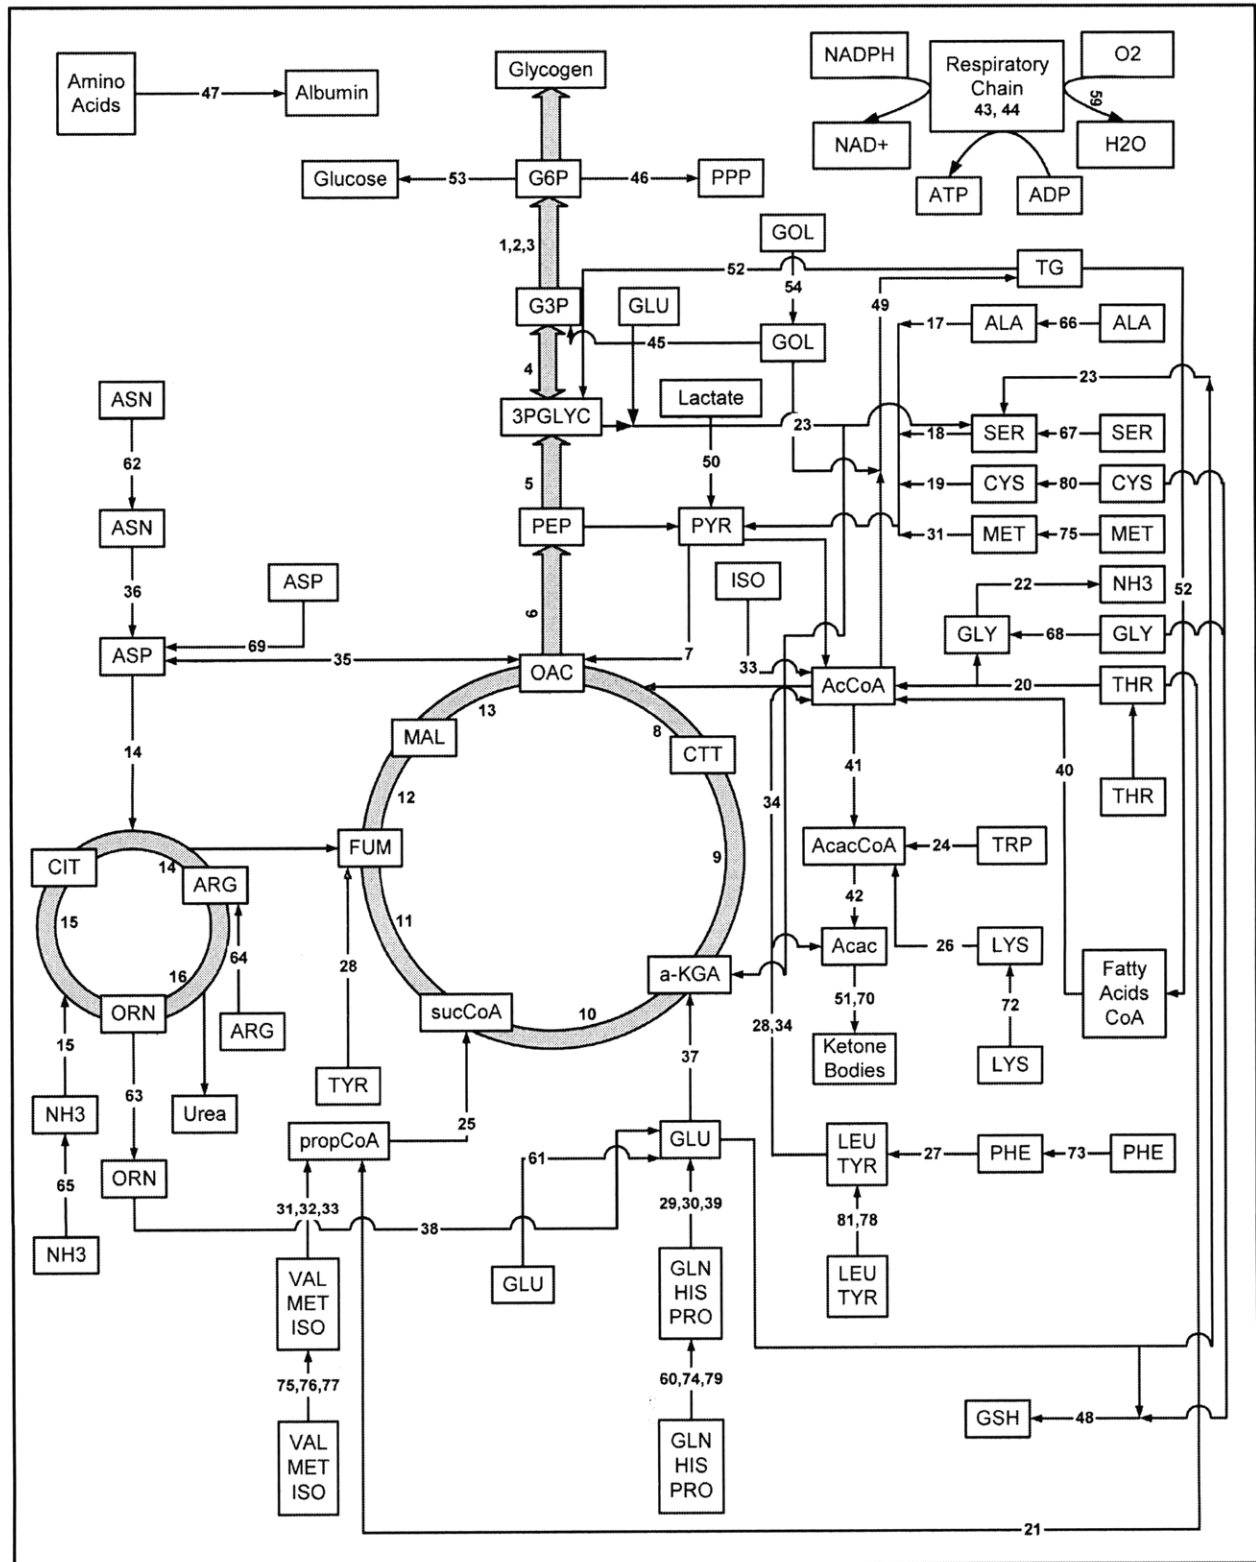 Glycogen
NADPH
Respiratory
Chain
43, 44
O2
Amino
Acids
47
Albumin
59
NAD+
H2O
Glucose
53
G6P
46
PPP
ATP
ADP
1,2,3
GOL
52
TG
54
49
G3P
GLU
45
GOL
17
ALA
66
ALA
4
23
ASN
Lactate
3PGLYC
23
18
SER
67
SER
62
50
5
19
CYS
80
CYS
ASN
PEP
PYR
31
MET
75
MET
52
36
ASP
ISO
22
NH3
6
GLY
68
GLY
69
ASP
35
7
33
OAC
AcCoA
20
THR
13
8
MAL
CTT
14
41
40
34
12
THR
CIT
14
FUM
AcacCoA
24
TRP
9
ARG
42
15
11
Acac
26
LYS
64
28
16
a-KGA
ORN
sucCoA
10
51,70
72
Fatty
Acids
CoA
28,34
15
ARG
37
Ketone
Bodies
LYS
63
TYR
NH3
Urea
25
propCoA
GLU
LEU
TYR
27
PHE
73
PHE
61
65
ORN
31,32,33
29,30,39
38
81,78
NH3
VAL
MET
ISO
GLU
GLN
HIS
PRO
LEU
TYR
75,76,77
60,74,79
GSH
48
VAL
MET
ISO
GLN
HIS
PRO
21